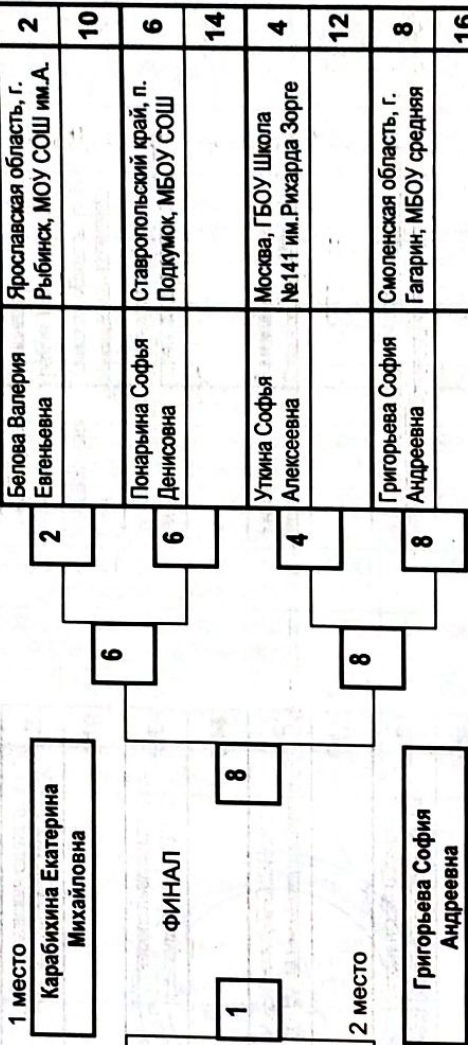 1 место
Карабихина Екатерина
Михайловна
ФИНАЛ
1
8
2 место
Григорьева София
Андреевна
6
8
2
6
4
8
Белова Валерия
Евгеньевна
Ярославская область, г.
Рыбинск, МОУ СОШ им.А.
2
10
Понарьина Софья
Денисовна
Ставропольский край, п.
Подкумок, МБОУ СОШ
6
14
Уткина Софья
Алексеевна
Москва, ГБОУ Школа
№141 им.Рихарда Зорге
4
12
Григорьева София
Андреевна
Смоленская область, г.
Гагарин, МБОУ средняя
8
16